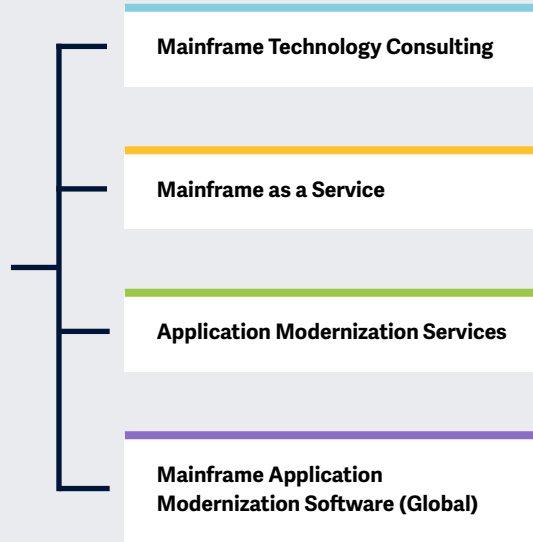 Mainframe Technology Consulting
Mainframe as a Service
Application Modernization Services
Mainframe Application
Modernization Software (Global)